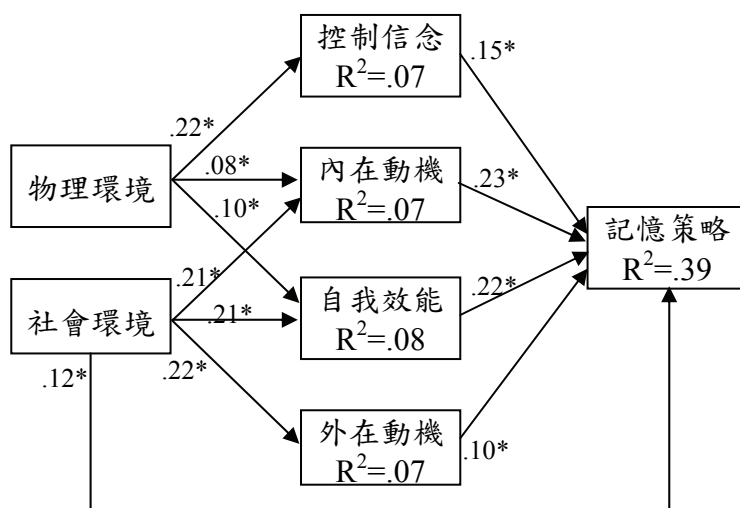 控制信念
R²=.07
.15*
.22*
物理環境
.08*
內在動機
R²=.07
.23*
.10*
記憶策略
R²=.39
社會環境
.21*
.21*
自我效能
R²=.08
.22*
.12*
.22*
外在動機
R²=.07
.10*